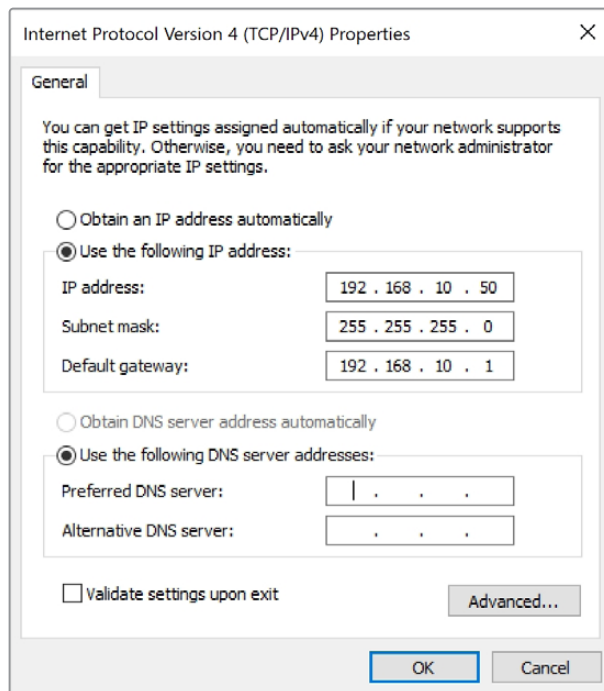 Internet Protocol Version 4 (TCP/IPv4) Properties
General
You can get IP settings assigned automatically if your network supports
this capability. Otherwise, you need to ask your network administrator
for the appropriate IP settings.
Obtain an IP address automatically
Use the following IP address:
IP address: 192 . 168 . 10 . 50
Subnet mask: 255 . 255 . 255 . 0
Default gateway: 192 . 168 . 10 . 1
Obtain DNS server address automatically
Use the following DNS server addresses:
Preferred DNS server: . . .
Alternative DNS server: . . .
Validate settings upon exit
Advanced...
OK Cancel